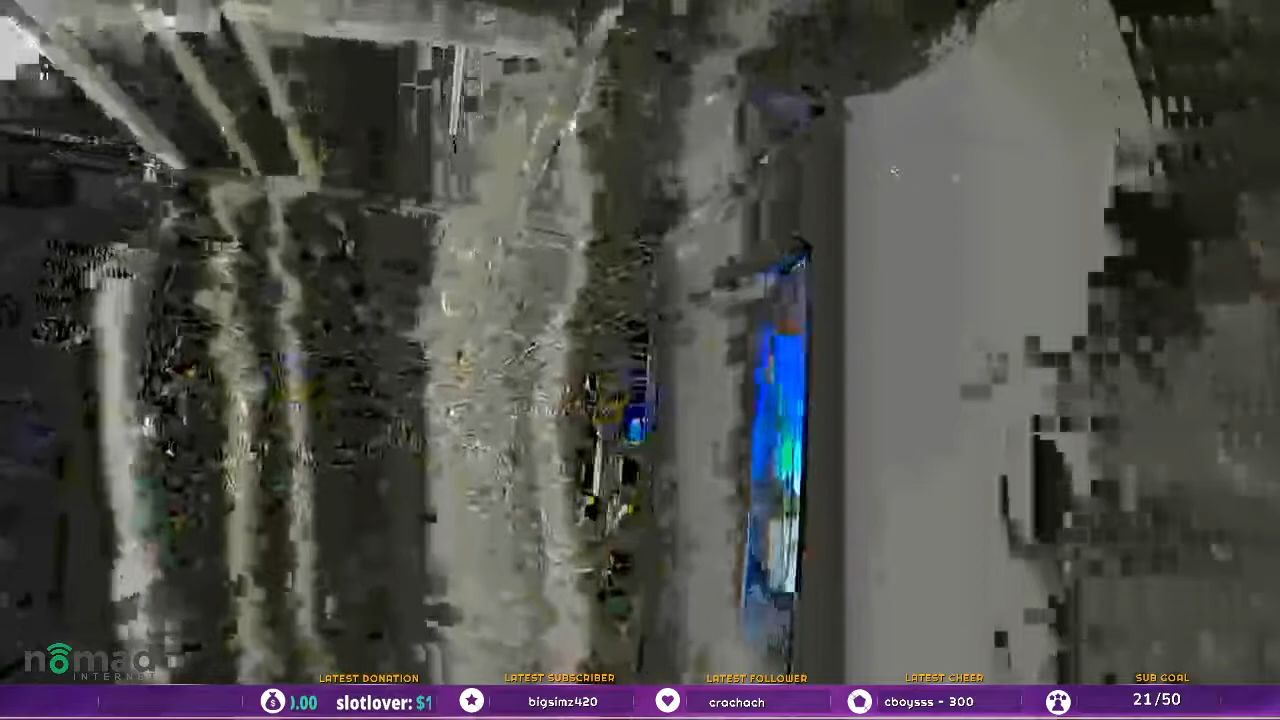 nomad
INTERNET
LATEST DONATION
LATEST SUBSCRIBER
LATEST FOLLOWER
LATEST CHEER
SUB GOAL
).00 slotlover: $1
bigsimz420
crachach
cboysss - 300
21/50